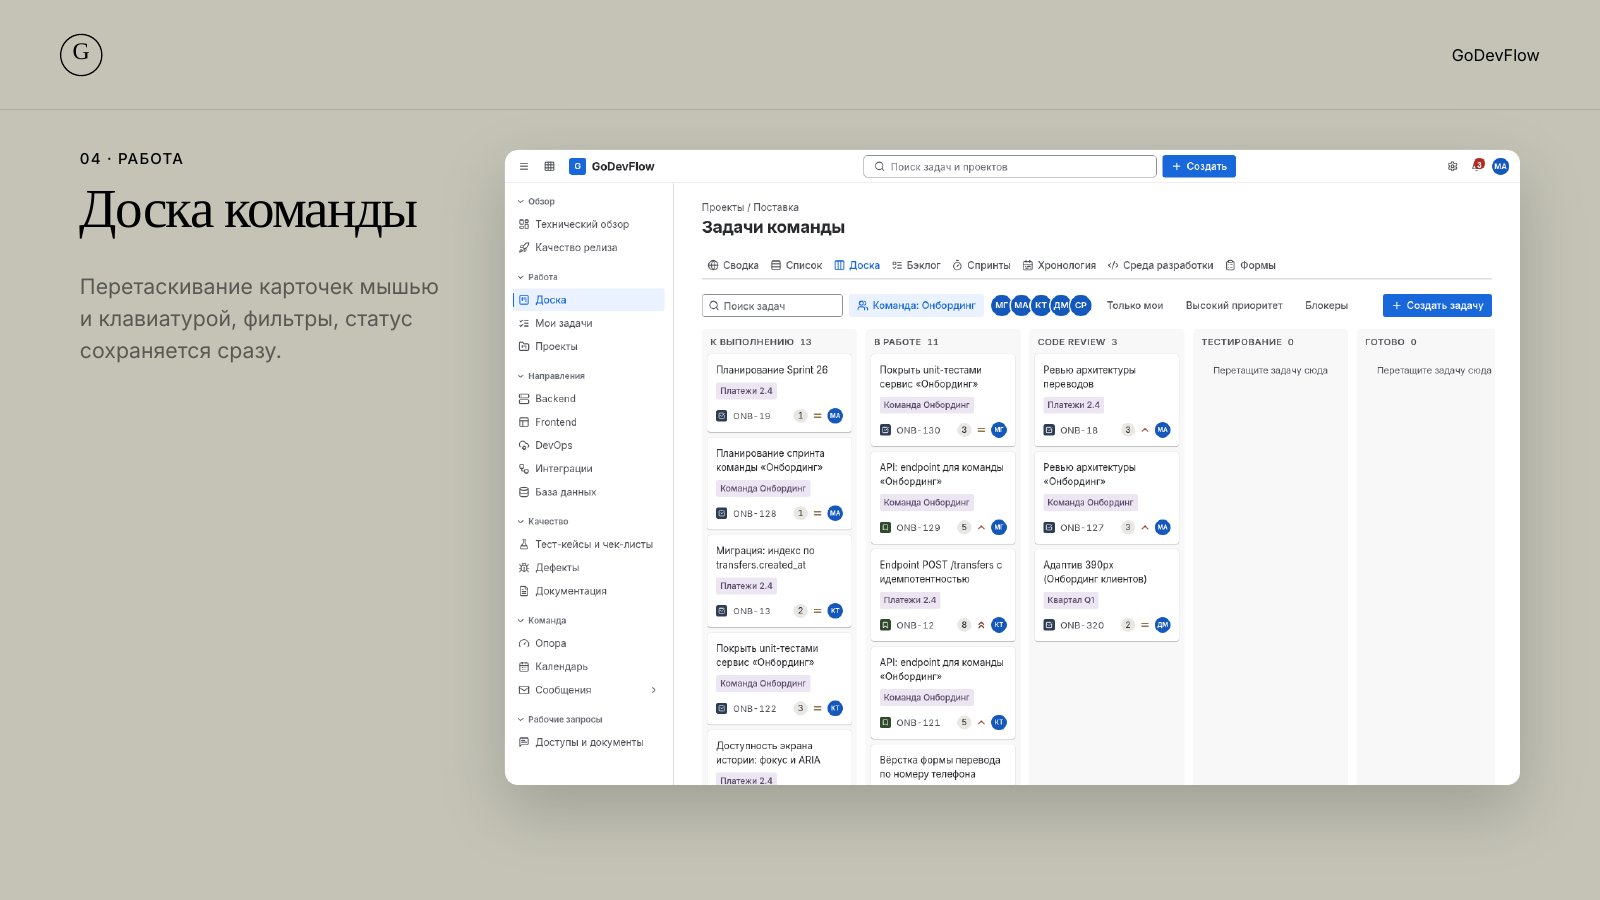 G
GoDevFlow
04 · РАБОТА
Доска команды
Перетаскивание карточек мышью
и клавиатурой, фильтры, статус
сохраняется сразу.
G GoDevFlow
Поиск задач и проектов
+ Создать
3
МА
Обзор
Технический обзор
Качество релиза
Работа
Доска
Мои задачи
Проекты
Направления
Backend
Frontend
DevOps
Интеграции
База данных
Качество
Тест-кейсы и чек-листы
Дефекты
Документация
Команда
Опора
Календарь
Сообщения
Рабочие запросы
Доступы и документы
Проекты / Поставка
Задачи команды
Сводка Список Доска Бэклог Спринты Хронология Среда разработки Формы
Поиск задач
Команда: Онбординг
МГ МА КТ ДМ СР
Только мои
Высокий приоритет
Блокеры
+ Создать задачу
К ВЫПОЛНЕНИЮ 13
Планирование Sprint 26
Платежи 2.4
ONB-19 1 МА
Планирование спринта
команды «Онбординг»
Команда Онбординг
ONB-128 1 МА
Миграция: индекс по
transfers.created_at
Платежи 2.4
ONB-13 2 КТ
Покрыть unit-тестами
сервис «Онбординг»
Команда Онбординг
ONB-122 3 КТ
Доступность экрана
истории: фокус и ARIA
Платежи 2.4
В РАБОТЕ 11
Покрыть unit-тестами
сервис «Онбординг»
Команда Онбординг
ONB-130 3 МГ
API: endpoint для команды
«Онбординг»
Команда Онбординг
ONB-129 5 МГ
Endpoint POST /transfers с
идемпотентностью
Платежи 2.4
ONB-12 8 КТ
API: endpoint для команды
«Онбординг»
Команда Онбординг
ONB-121 5 КТ
Вёрстка формы перевода
по номеру телефона
CODE REVIEW 3
Ревью архитектуры
переводов
Платежи 2.4
ONB-18 3 МА
Ревью архитектуры
«Онбординг»
Команда Онбординг
ONB-127 3 МА
Адаптив 390px
(Онбординг клиентов)
Квартал Q1
ONB-320 2 ДМ
ТЕСТИРОВАНИЕ 0
Перетащите задачу сюда
ГОТОВО 0
Перетащите задачу сюда